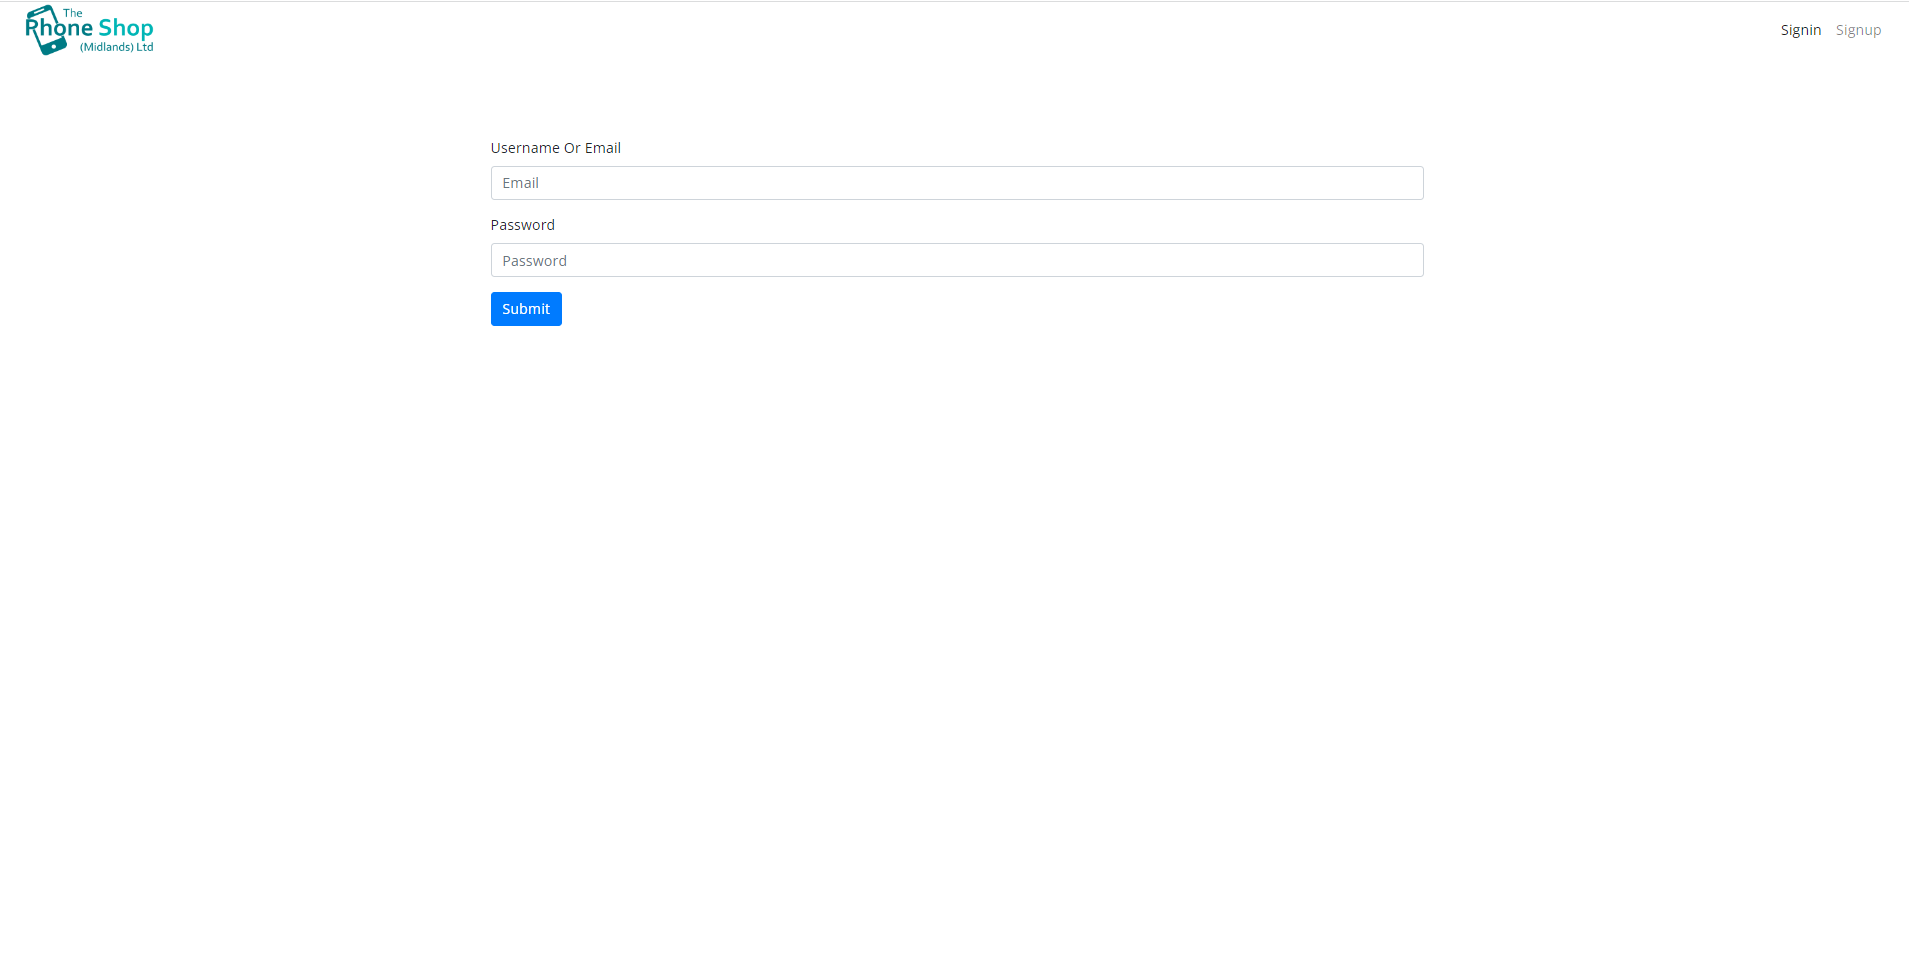 The
Phone Shop
(Midlands) Ltd
Signin Signup
Username Or Email
Email
Password
Password
Submit